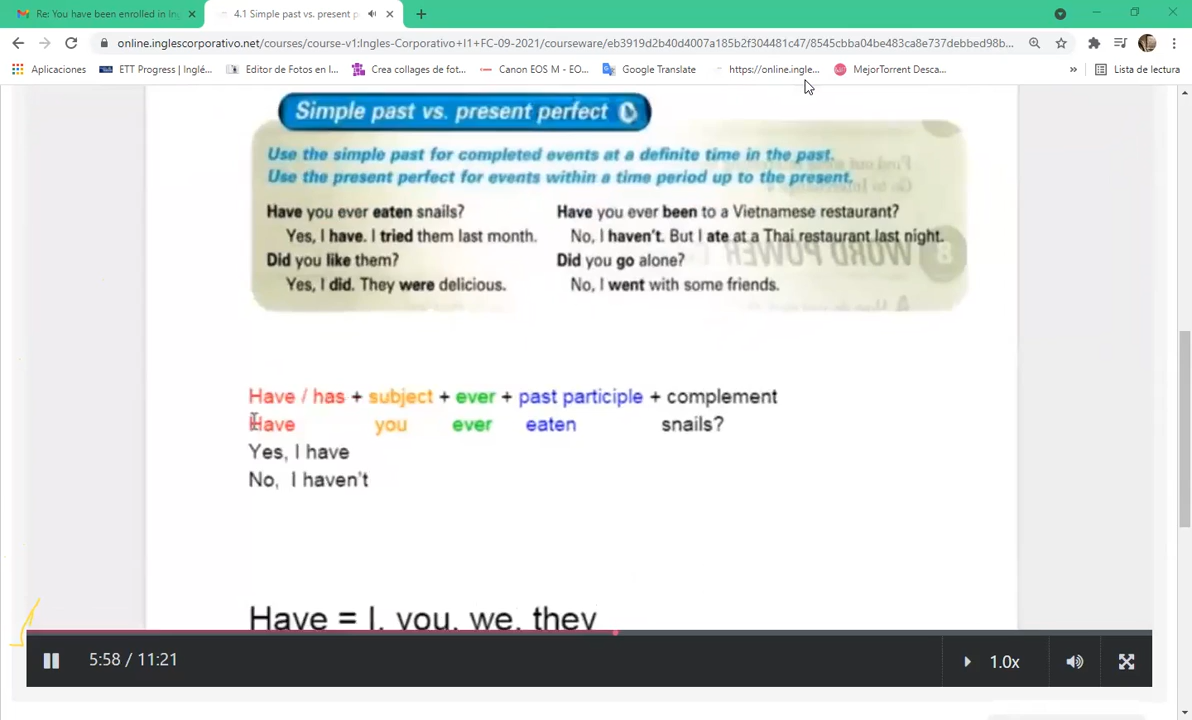 Re: You have been enrolled in In
4.1 Simple past vs. present p
online.inglescorporativo.net/courses/course-v1:Ingles-Corporativo+I1+FC-09-2021/courseware/eb3919d2b40d4007a185b2f304481c47/8545cbba04be483ca8e737debbed98b...
Aplicaciones ETT Progress | Inglé... Editor de Fotos en l... Crea collages de fot... Canon EOS M - EO... Google Translate https://online.ingle... MejorTorrent Desca... » Lista de lectura
Simple past vs. present perfect
Use the simple past for completed events at a definite time in the past.
Use the present perfect for events within a time period up to the present.
Have you ever eaten snails?
Yes, I have. I tried them last month.
Did you like them?
Yes, I did. They were delicious.
Have you ever been to a Vietnamese restaurant?
No, I haven't. But I ate at a Thai restaurant last night.
Did you go alone?
No, I went with some friends.
8 WORD POWER
Have / has + subject + ever + past participle + complement
Have you ever eaten snails?
Yes, I have
No, I haven't
Have = I, you, we, they
5:58 / 11:21 1.0x